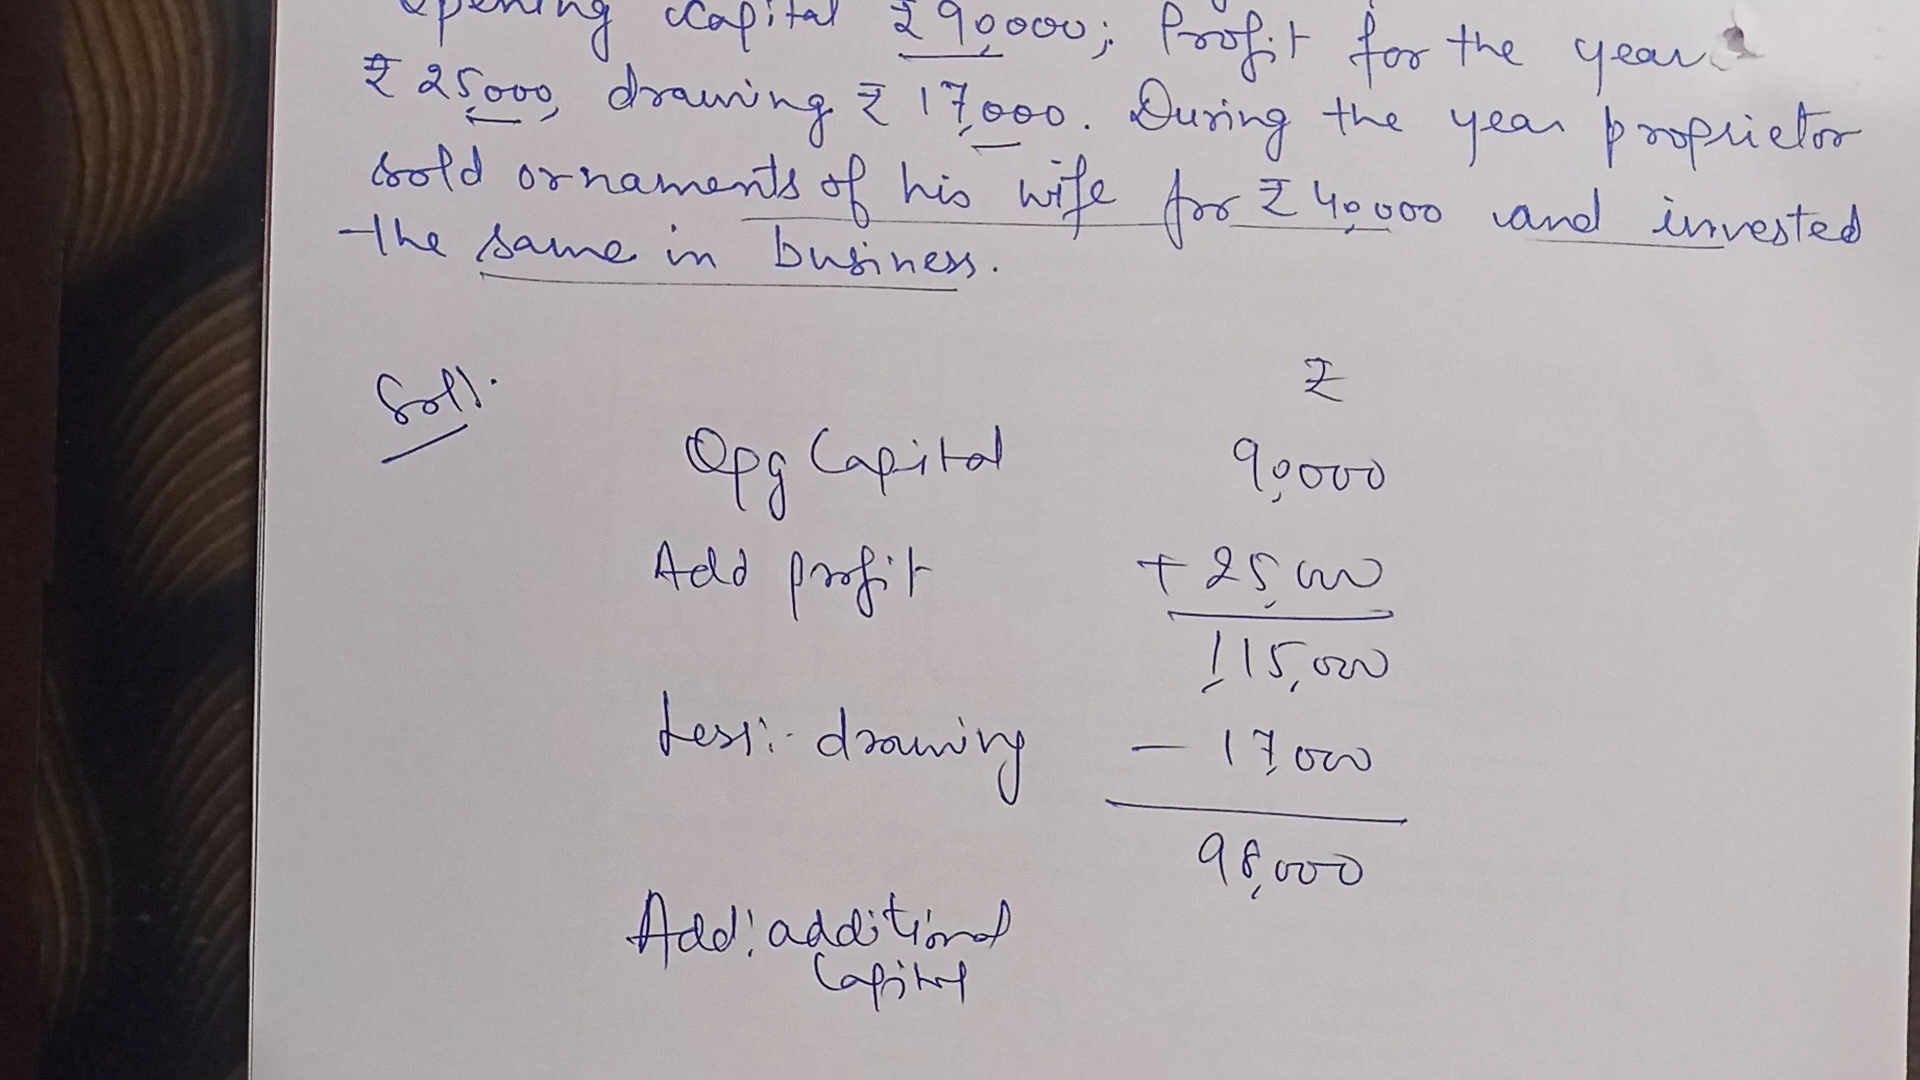 opening capital ₹ 90,000; Profit for the year
₹ 25,000, drawing ₹ 17,000. During the year proprietor
sold ornaments of his wife for ₹ 40,000 and invested
the same in business.
Soll:
₹
Opg Capital 90,000
Add profit + 25,000
115,000
Less:- drawing - 17,000
98,000
Add: additional
Capital